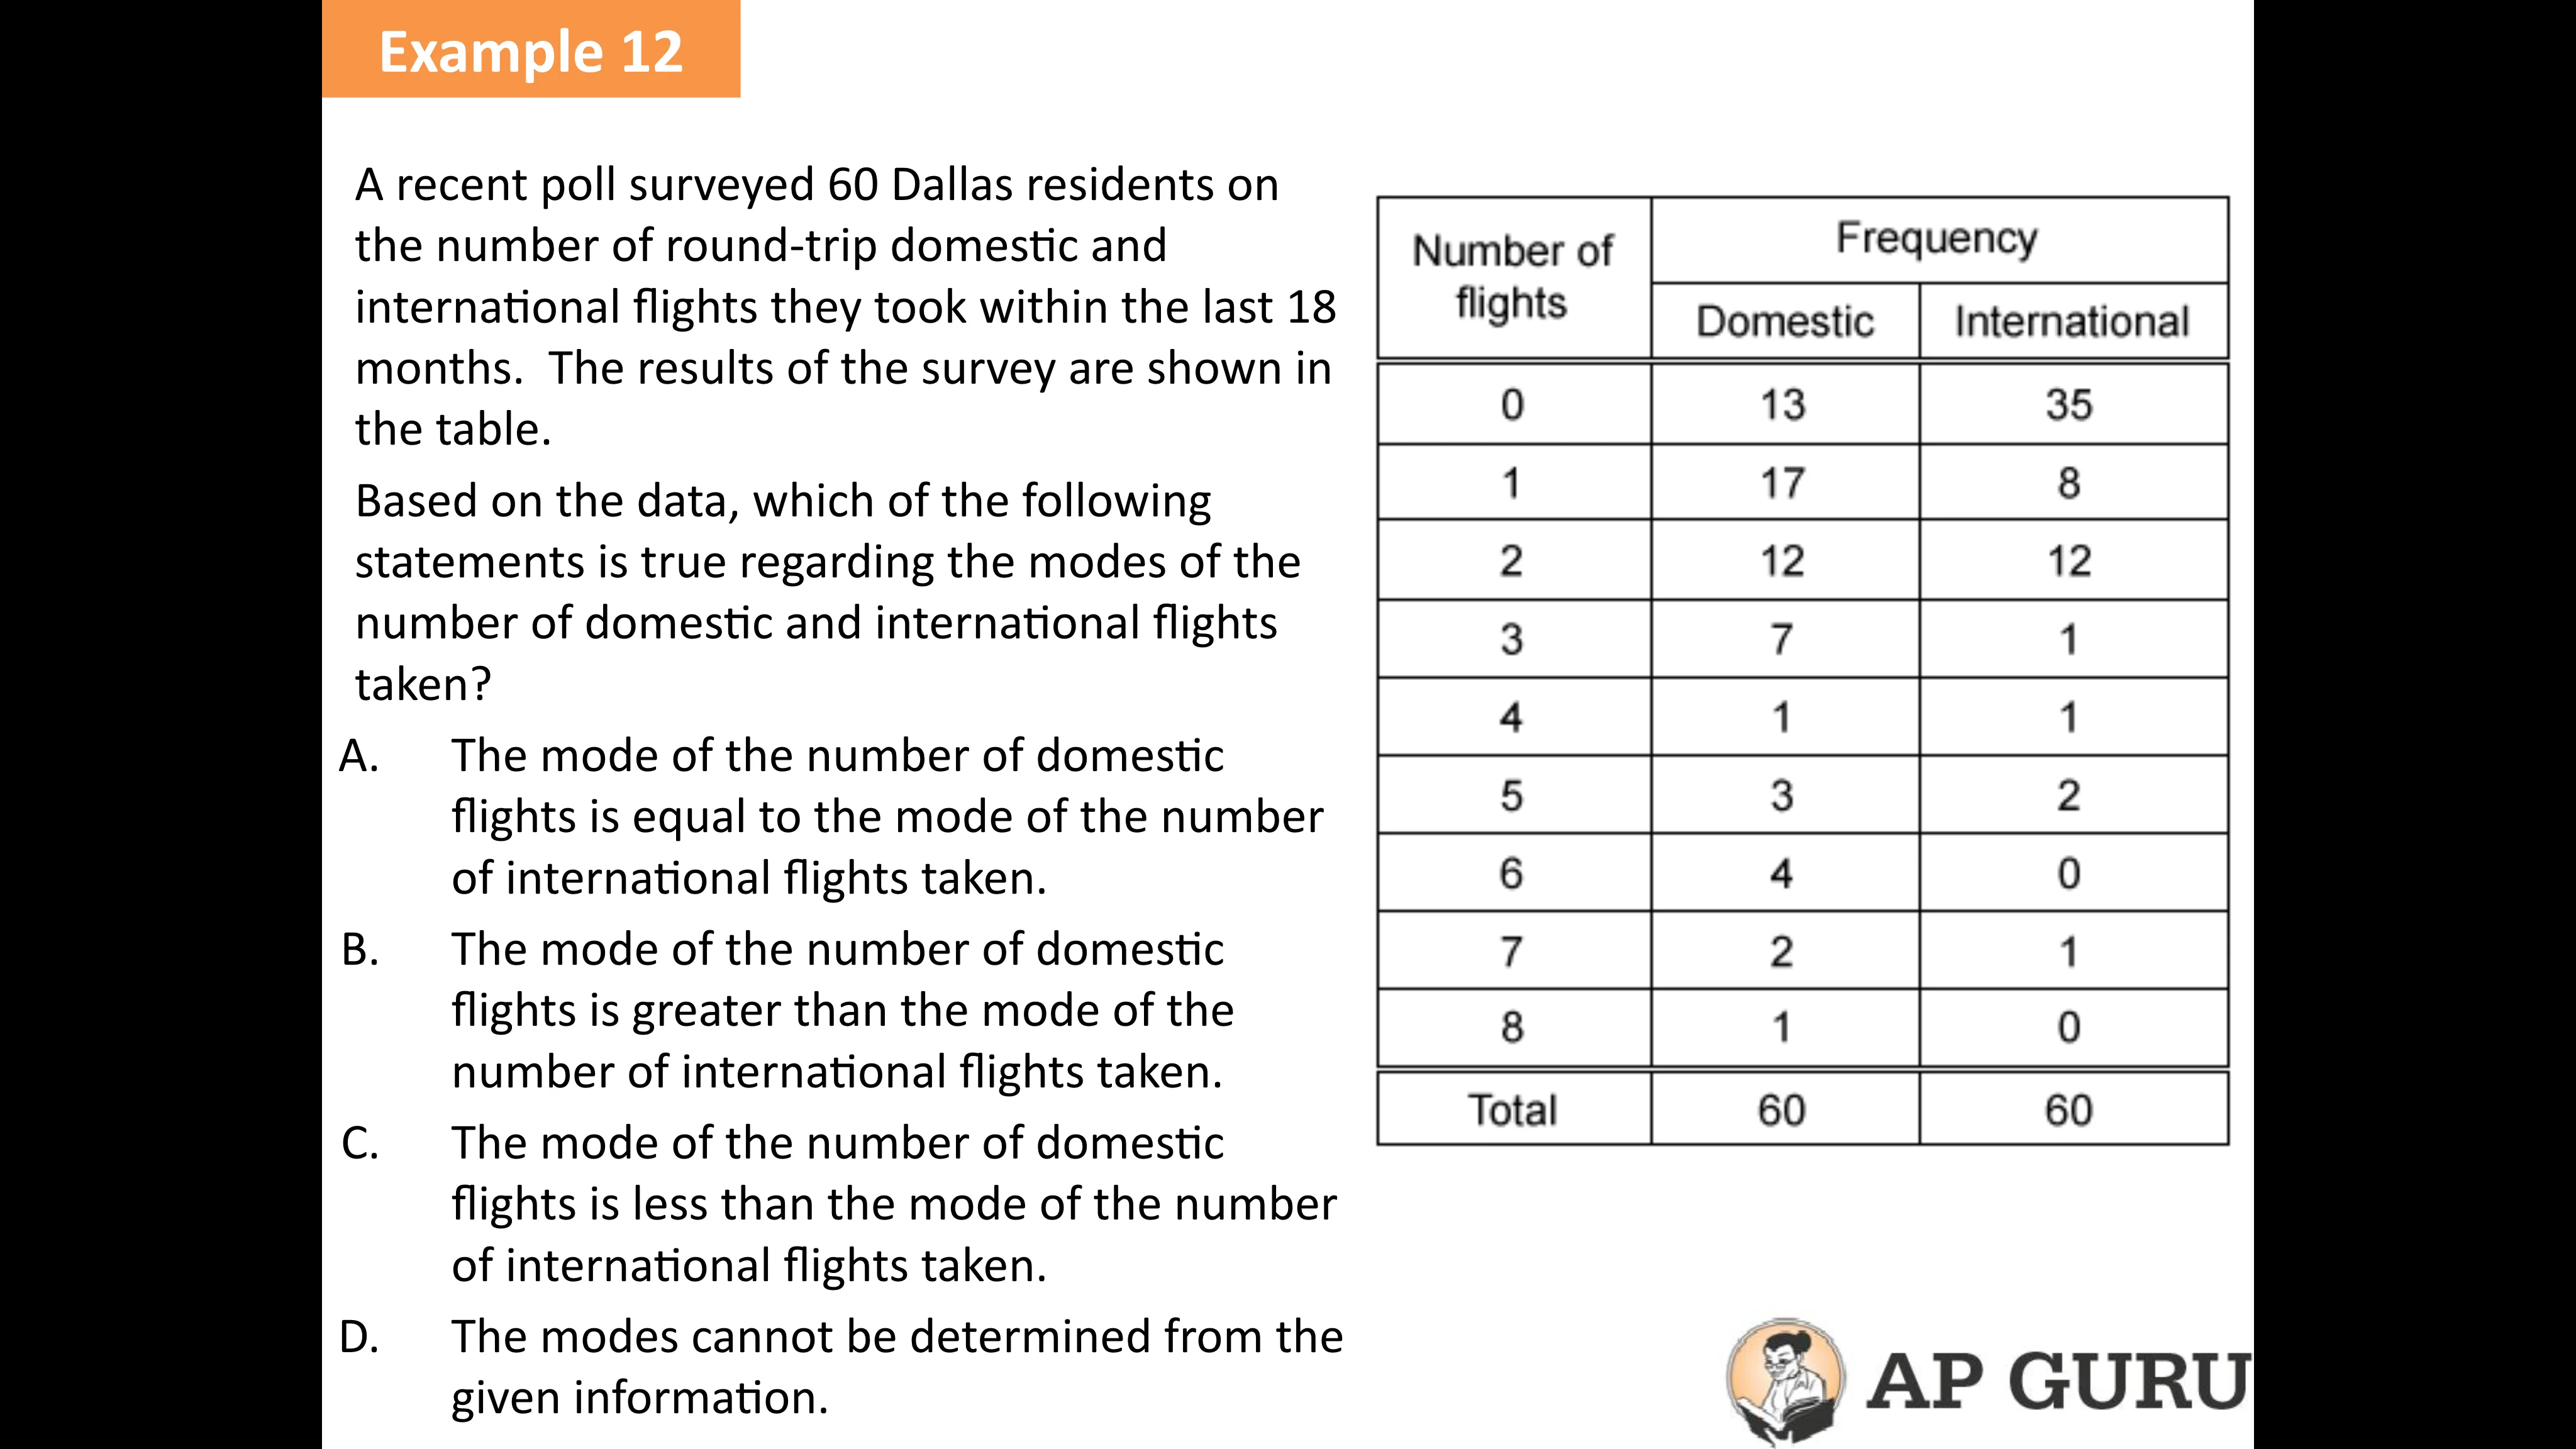 Example 12
A recent poll surveyed 60 Dallas residents on
the number of round-trip domestic and
international flights they took within the last 18
months.  The results of the survey are shown in
the table.
Based on the data, which of the following
statements is true regarding the modes of the
number of domestic and international flights
taken?
A. The mode of the number of domestic
flights is equal to the mode of the number
of international flights taken.
B. The mode of the number of domestic
flights is greater than the mode of the
number of international flights taken.
C. The mode of the number of domestic
flights is less than the mode of the number
of international flights taken.
D. The modes cannot be determined from the
given information.
Number of
flights
Frequency
Domestic International
0 13 35
1 17 8
2 12 12
3 7 1
4 1 1
5 3 2
6 4 0
7 2 1
8 1 0
Total 60 60
AP GURU